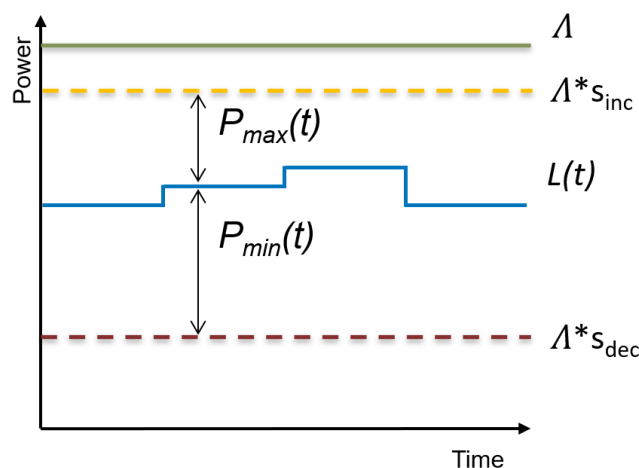 Λ
Power
Λ*s_inc
P_max(t)
L(t)
P_min(t)
Λ*s_dec
Time